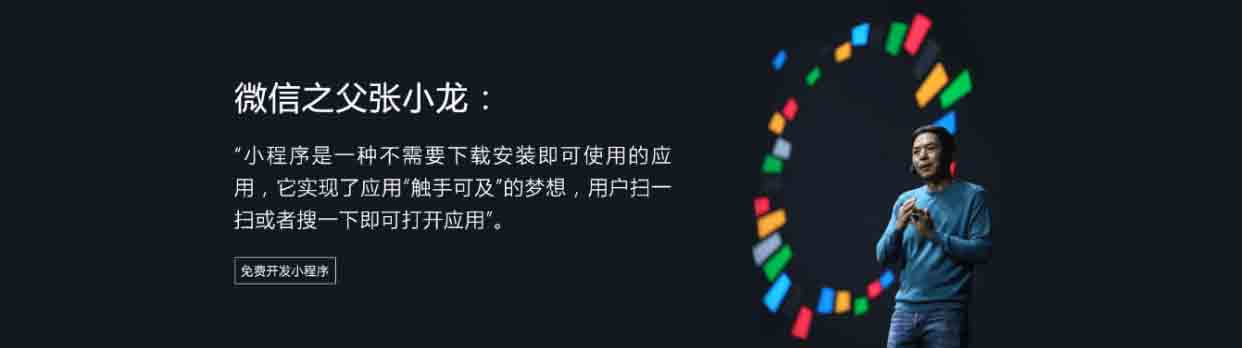 微信之父张小龙：
“小程序是一种不需要下载安装即可使用的应
用，它实现了应用“触手可及”的梦想，用户扫一
扫或者搜一下即可打开应用”。
免费开发小程序